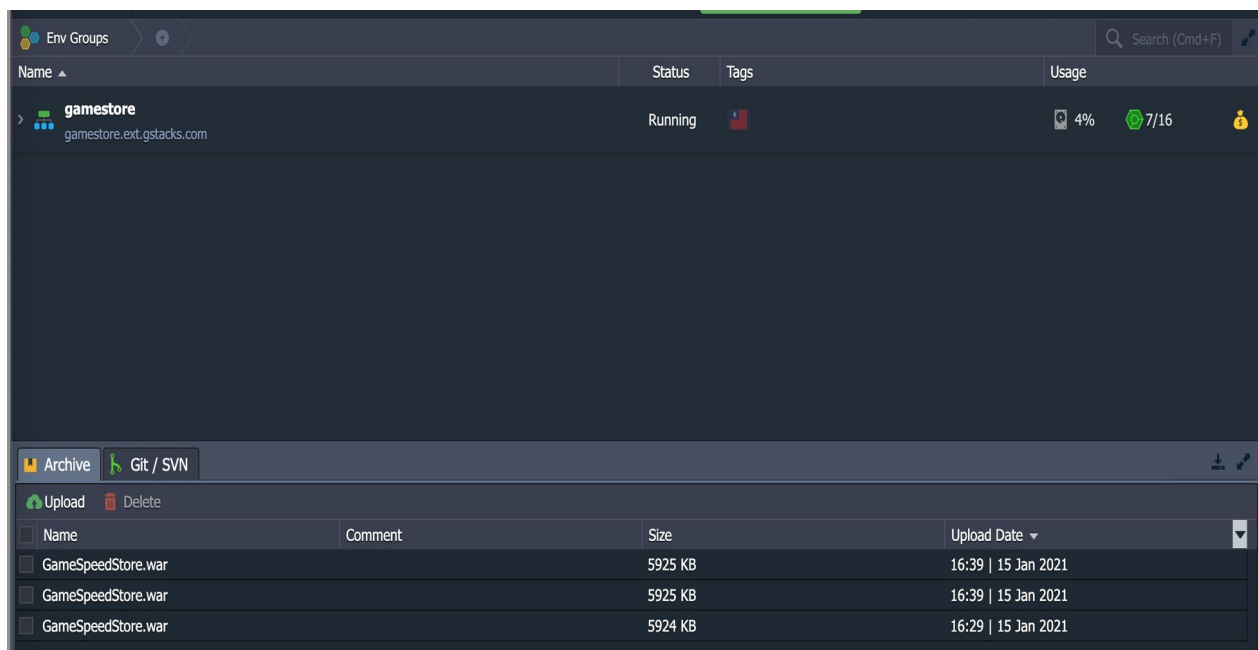 Env Groups Search (Cmd+F)
Name Status Tags Usage
gamestore
gamestore.ext.gstacks.com
Running 4% 7/16
Archive Git / SVN
Upload Delete
Name Comment Size Upload Date
GameSpeedStore.war 5925 KB 16:39 | 15 Jan 2021
GameSpeedStore.war 5925 KB 16:39 | 15 Jan 2021
GameSpeedStore.war 5924 KB 16:29 | 15 Jan 2021